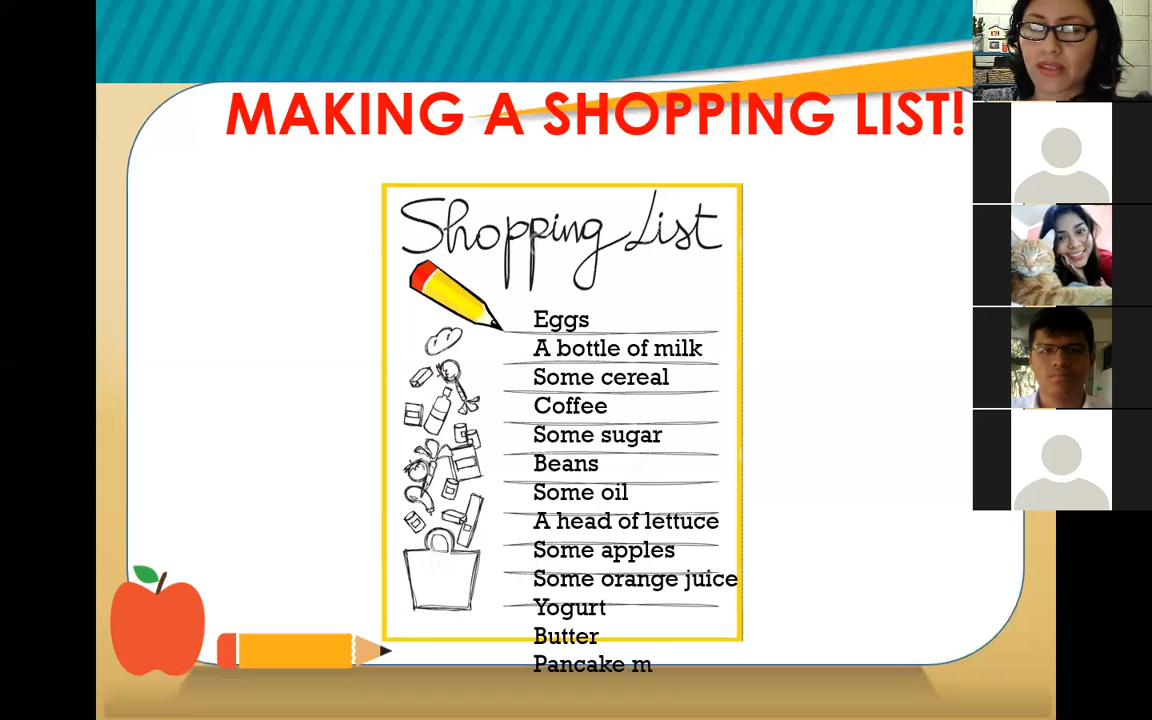 MAKING A SHOPPING LIST!
Shopping List
Eggs
A bottle of milk
Some cereal
Coffee
Some sugar
Beans
Some oil
A head of lettuce
Some apples
Some orange juice
Yogurt
Butter
Pancake m